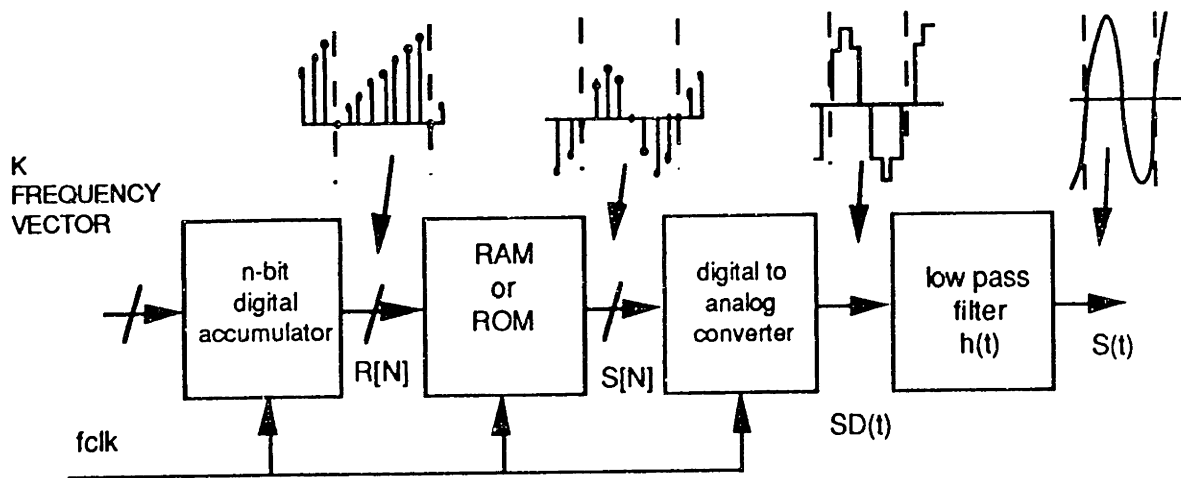 K
FREQUENCY
VECTOR
n-bit
digital
accumulator
R[N]
RAM
or
ROM
S[N]
digital to
analog
converter
SD(t)
low pass
filter
h(t)
S(t)
fclk